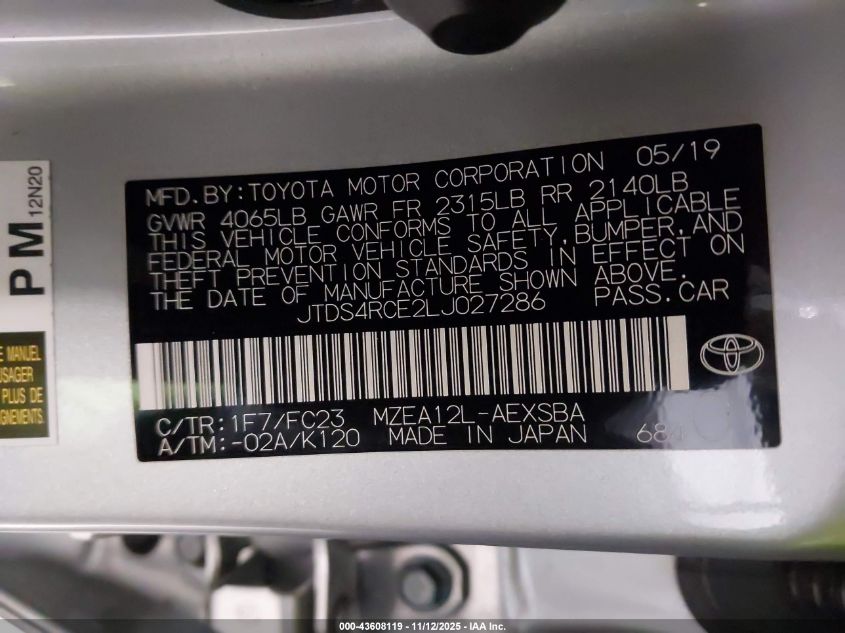 PM
12N20
E MANUEL
USAGER
PLUS DE
NINGS"
MFD.BY:TOYOTA MOTOR CORPORATION 05/19
GVWR 4065LB GAWR FR 2315LB RR 2140LB
THIS VEHICLE CONFORMS TO ALL APPLICABLE
FEDERAL MOTOR VEHICLE SAFETY,BUMPER,AND
THEFT PREVENTION STANDARDS IN EFFECT ON
THE DATE OF MANUFACTURE SHOWN ABOVE.
JTDS4RCE2LJ027286 PASS.CAR
C/TR:1F7/FC23 MZEA12L-AEXSBA
A/TM:-02A/K120 MADE IN JAPAN
000-43608119 - 11/12/2025 - IAA Inc.